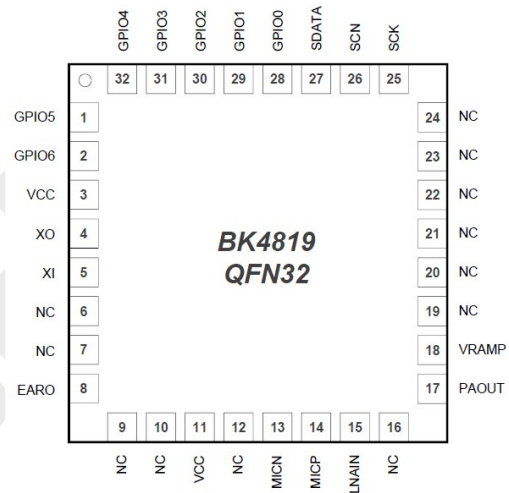 GPIO4 GPIO3 GPIO2 GPIO1 GPIO0 SDATA SCN SCK
32 31 30 29 28 27 26 25
GPIO5 1 24 NC
GPIO6 2 23 NC
VCC 3 22 NC
XO 4 21 NC
BK4819
XI 5 20 NC
QFN32
NC 6 19 NC
NC 7 18 VRAMP
EARO 8 17 PAOUT
9 10 11 12 13 14 15 16
NC NC VCC NC MICN MICP LNAIN NC